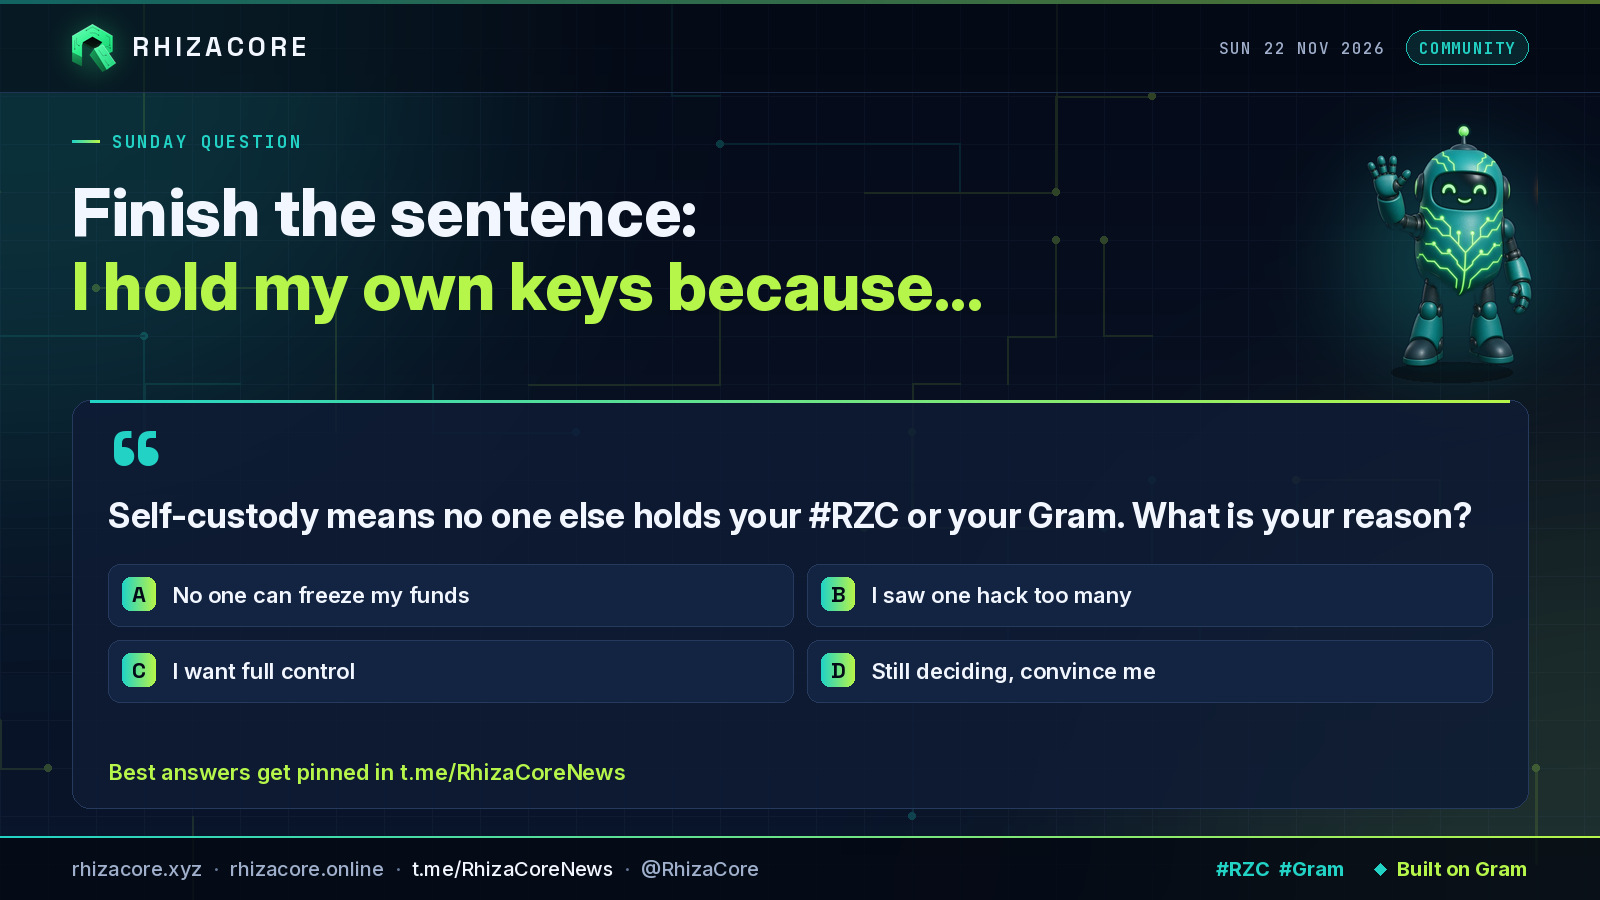 RHIZACORE
SUN 22 NOV 2026
COMMUNITY
SUNDAY QUESTION
Finish the sentence:
I hold my own keys because...
“
Self-custody means no one else holds your #RZC or your Gram. What is your reason?
A No one can freeze my funds
B I saw one hack too many
C I want full control
D Still deciding, convince me
Best answers get pinned in t.me/RhizaCoreNews
rhizacore.xyz · rhizacore.online · t.me/RhizaCoreNews · @RhizaCore
#RZC #Gram ◆ Built on Gram